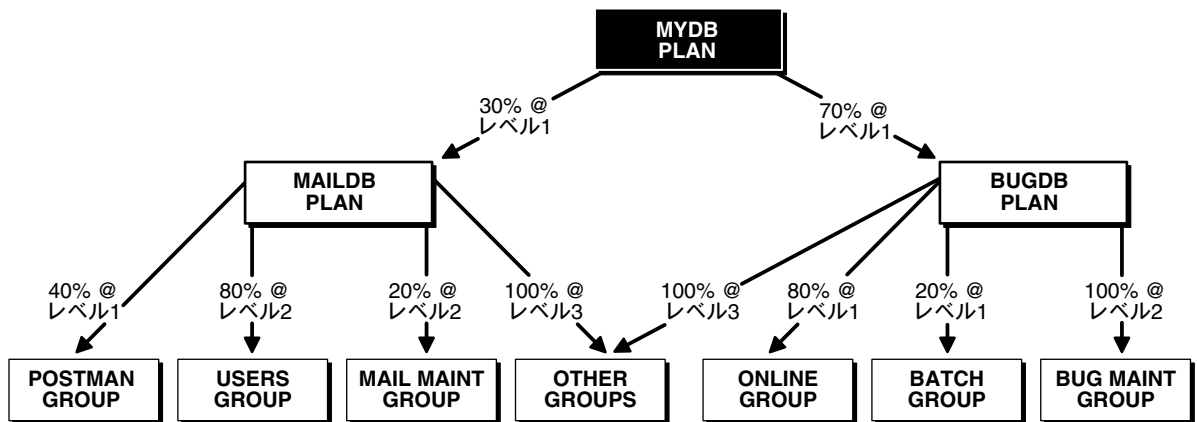 MYDB
PLAN
30% @
レベル1
70% @
レベル1
MAILDB
PLAN
BUGDB
PLAN
40% @
レベル1
80% @
レベル2
20% @
レベル2
100% @
レベル3
100% @
レベル3
80% @
レベル1
20% @
レベル1
100% @
レベル2
POSTMAN
GROUP
USERS
GROUP
MAIL MAINT
GROUP
OTHER
GROUPS
ONLINE
GROUP
BATCH
GROUP
BUG MAINT
GROUP